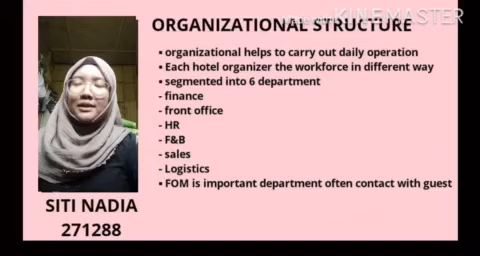 KINEMASTER
ORGANIZATIONAL STRUCTURE
• organizational helps to carry out daily operation
• Each hotel organizer the workforce in different way
• segmented into 6 department
- finance
- front office
- HR
- F&B
- sales
- Logistics
• FOM is important department often contact with guest
SITI NADIA
271288